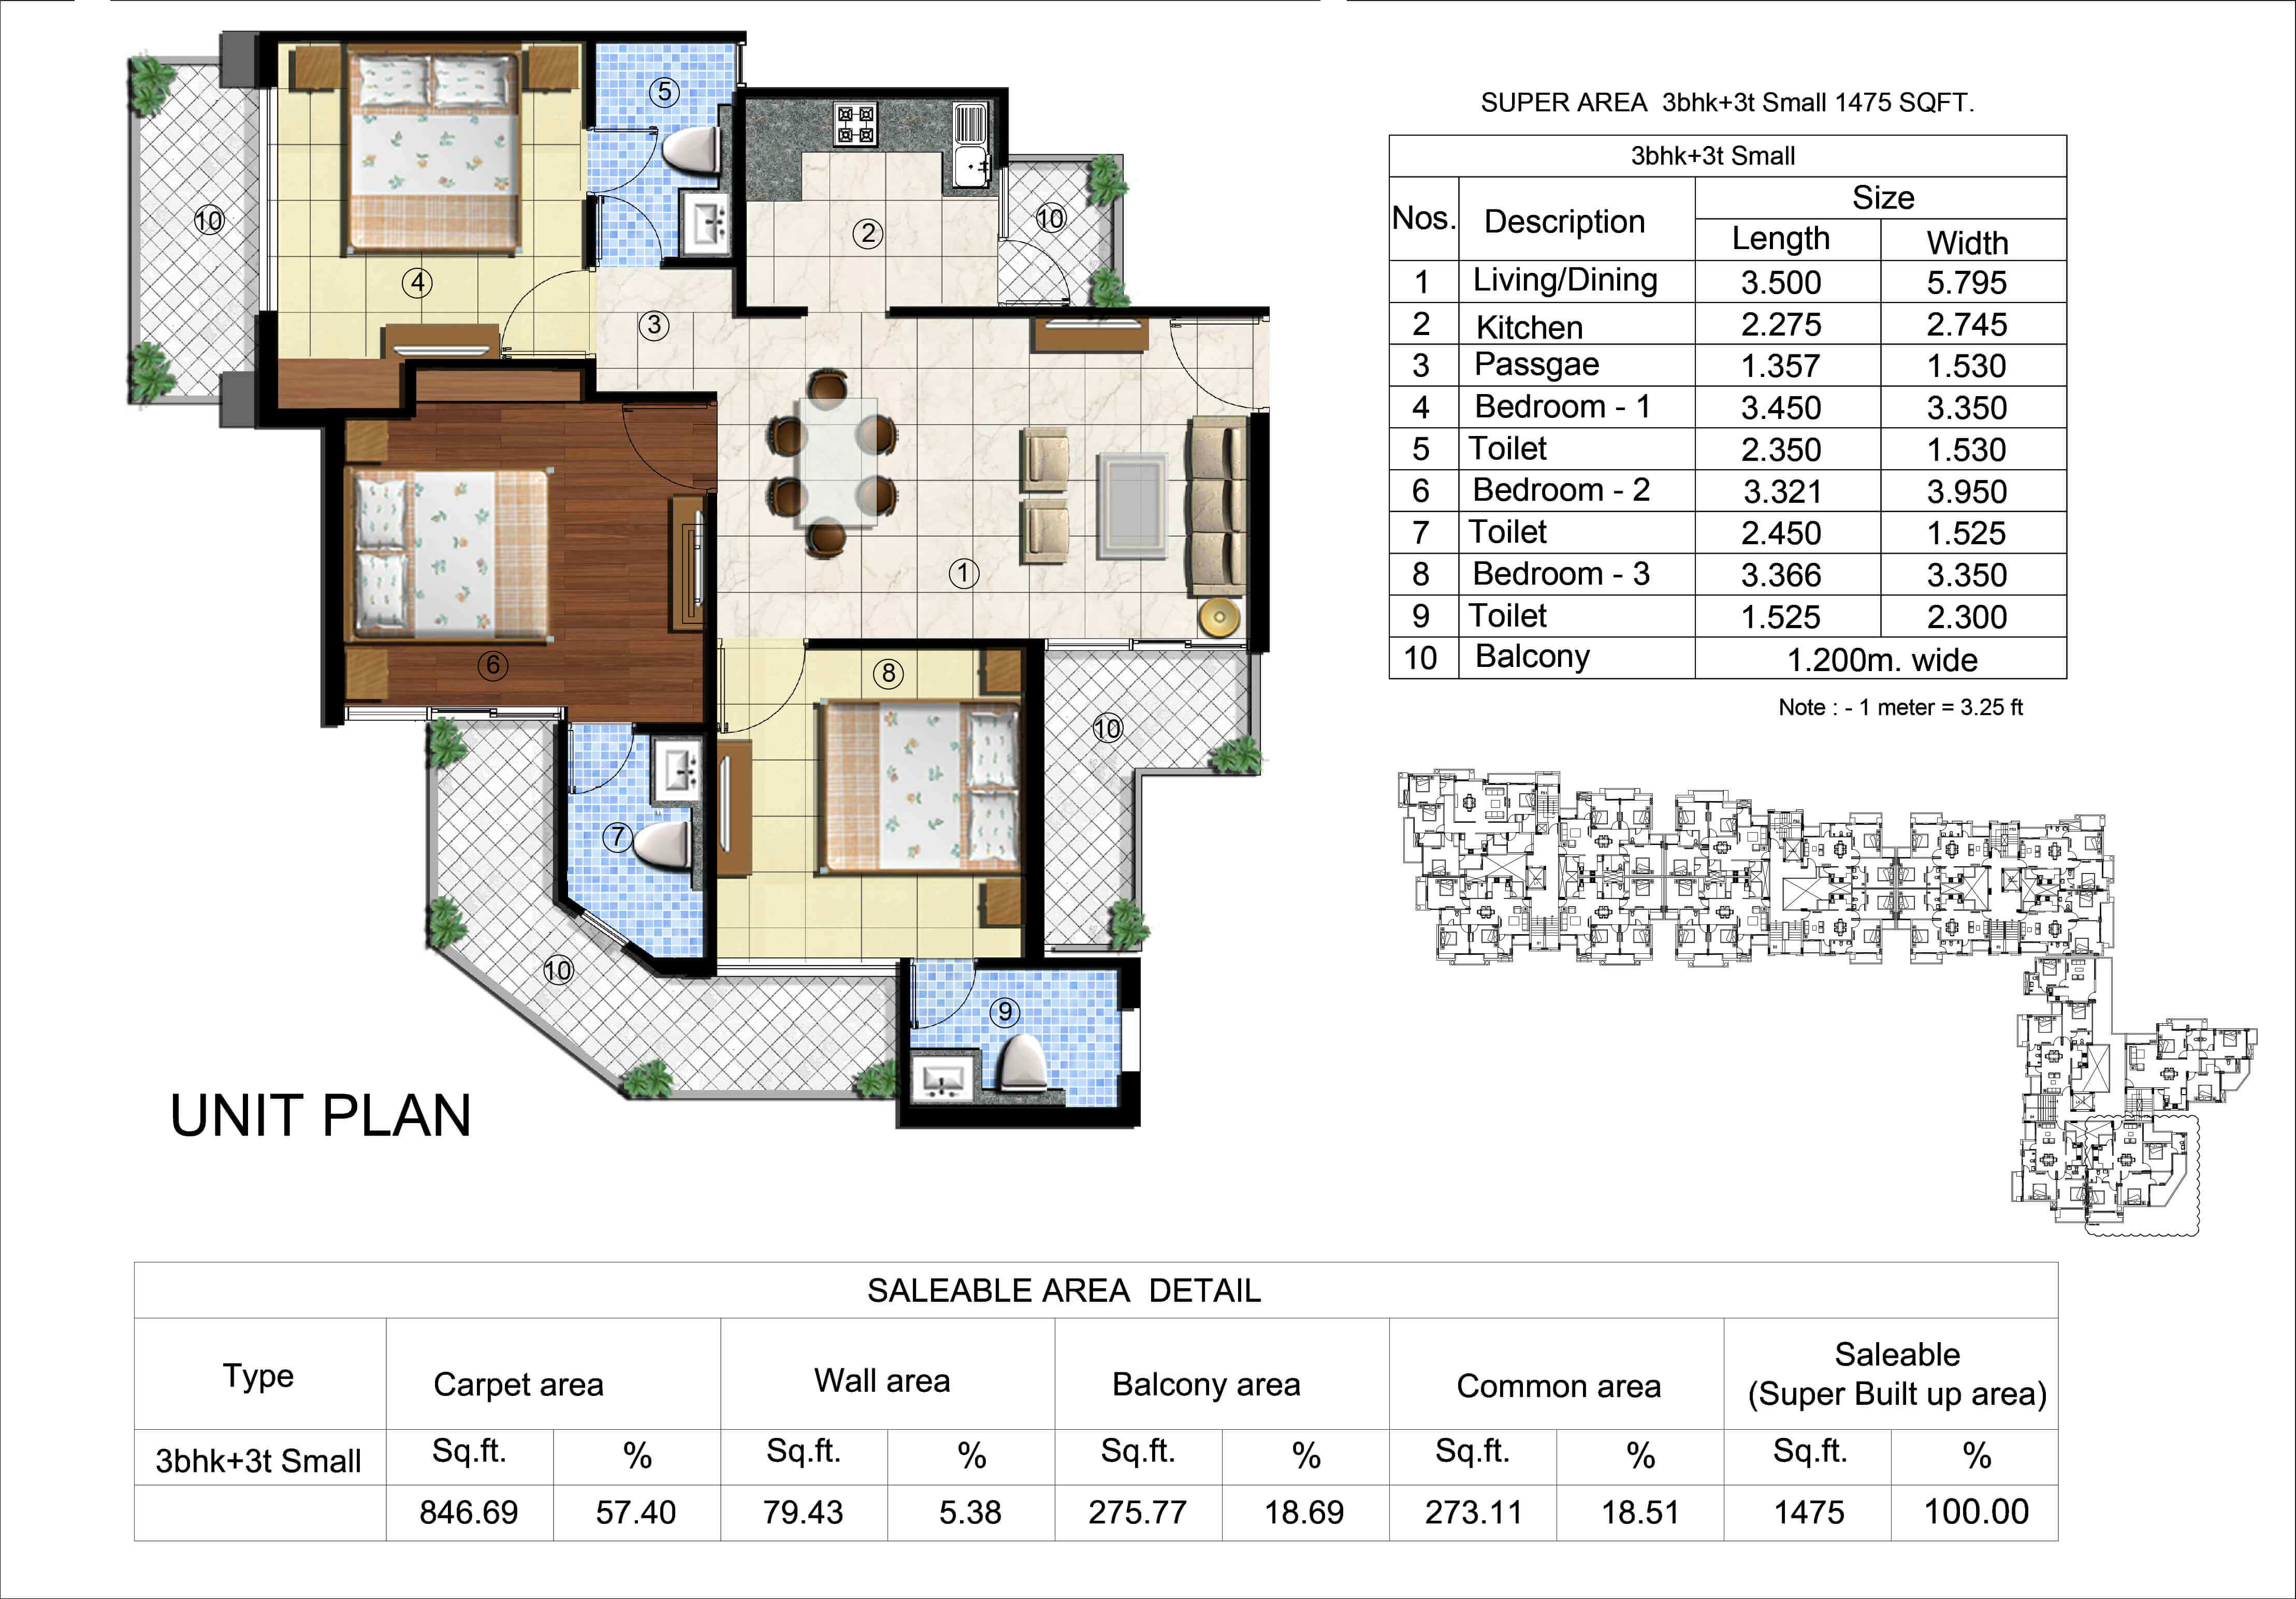 SUPER AREA 3bhk+3t Small 1475 SQFT.
3bhk+3t Small
Nos. Description Size
Length Width
1 Living/Dining 3.500 5.795
2 Kitchen 2.275 2.745
3 Passgae 1.357 1.530
4 Bedroom - 1 3.450 3.350
5 Toilet 2.350 1.530
6 Bedroom - 2 3.321 3.950
7 Toilet 2.450 1.525
8 Bedroom - 3 3.366 3.350
9 Toilet 1.525 2.300
10 Balcony 1.200m. wide
Note : - 1 meter = 3.25 ft
5
10
2
10
4
3
1
6
8
10
7
10
9
UNIT PLAN
SALEABLE AREA DETAIL
Type Carpet area Wall area Balcony area Common area Saleable
(Super Built up area)
3bhk+3t Small Sq.ft. % Sq.ft. % Sq.ft. % Sq.ft. % Sq.ft. %
846.69 57.40 79.43 5.38 275.77 18.69 273.11 18.51 1475 100.00